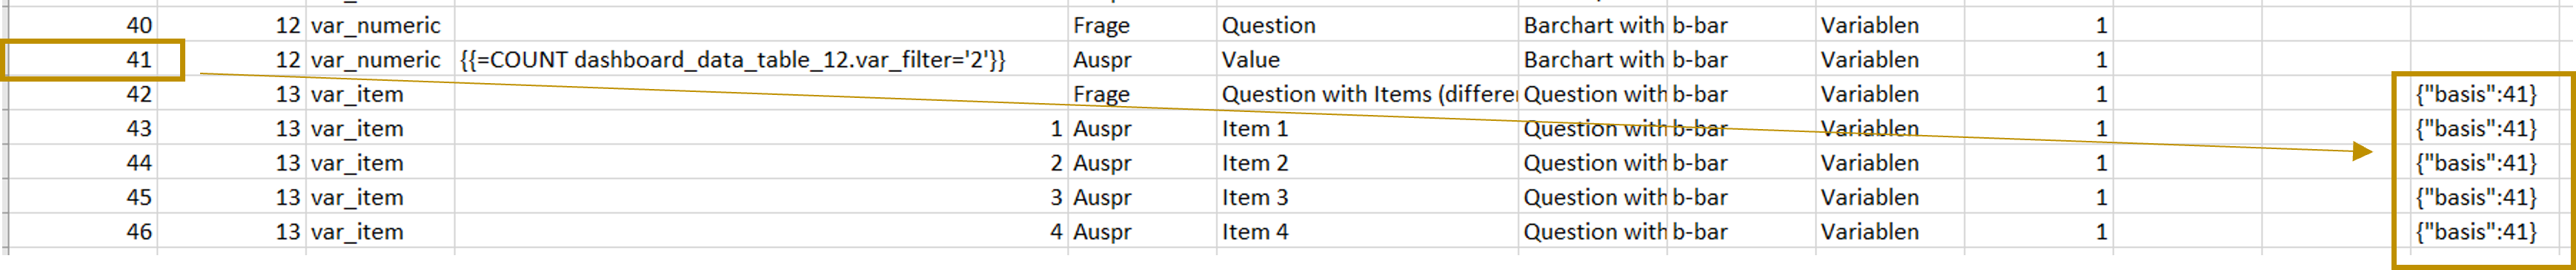 40 12 var_numeric Frage Question Barchart with b-bar Variablen 1
41 12 var_numeric {{=COUNT dashboard_data_table_12.var_filter='2'}} Auspr Value Barchart with b-bar Variablen 1
42 13 var_item Frage Question with Items (differe Question with b-bar Variablen 1 {"basis":41}
43 13 var_item 1 Auspr Item 1 Question with b-bar Variablen 1 {"basis":41}
44 13 var_item 2 Auspr Item 2 Question with b-bar Variablen 1 {"basis":41}
45 13 var_item 3 Auspr Item 3 Question with b-bar Variablen 1 {"basis":41}
46 13 var_item 4 Auspr Item 4 Question with b-bar Variablen 1 {"basis":41}